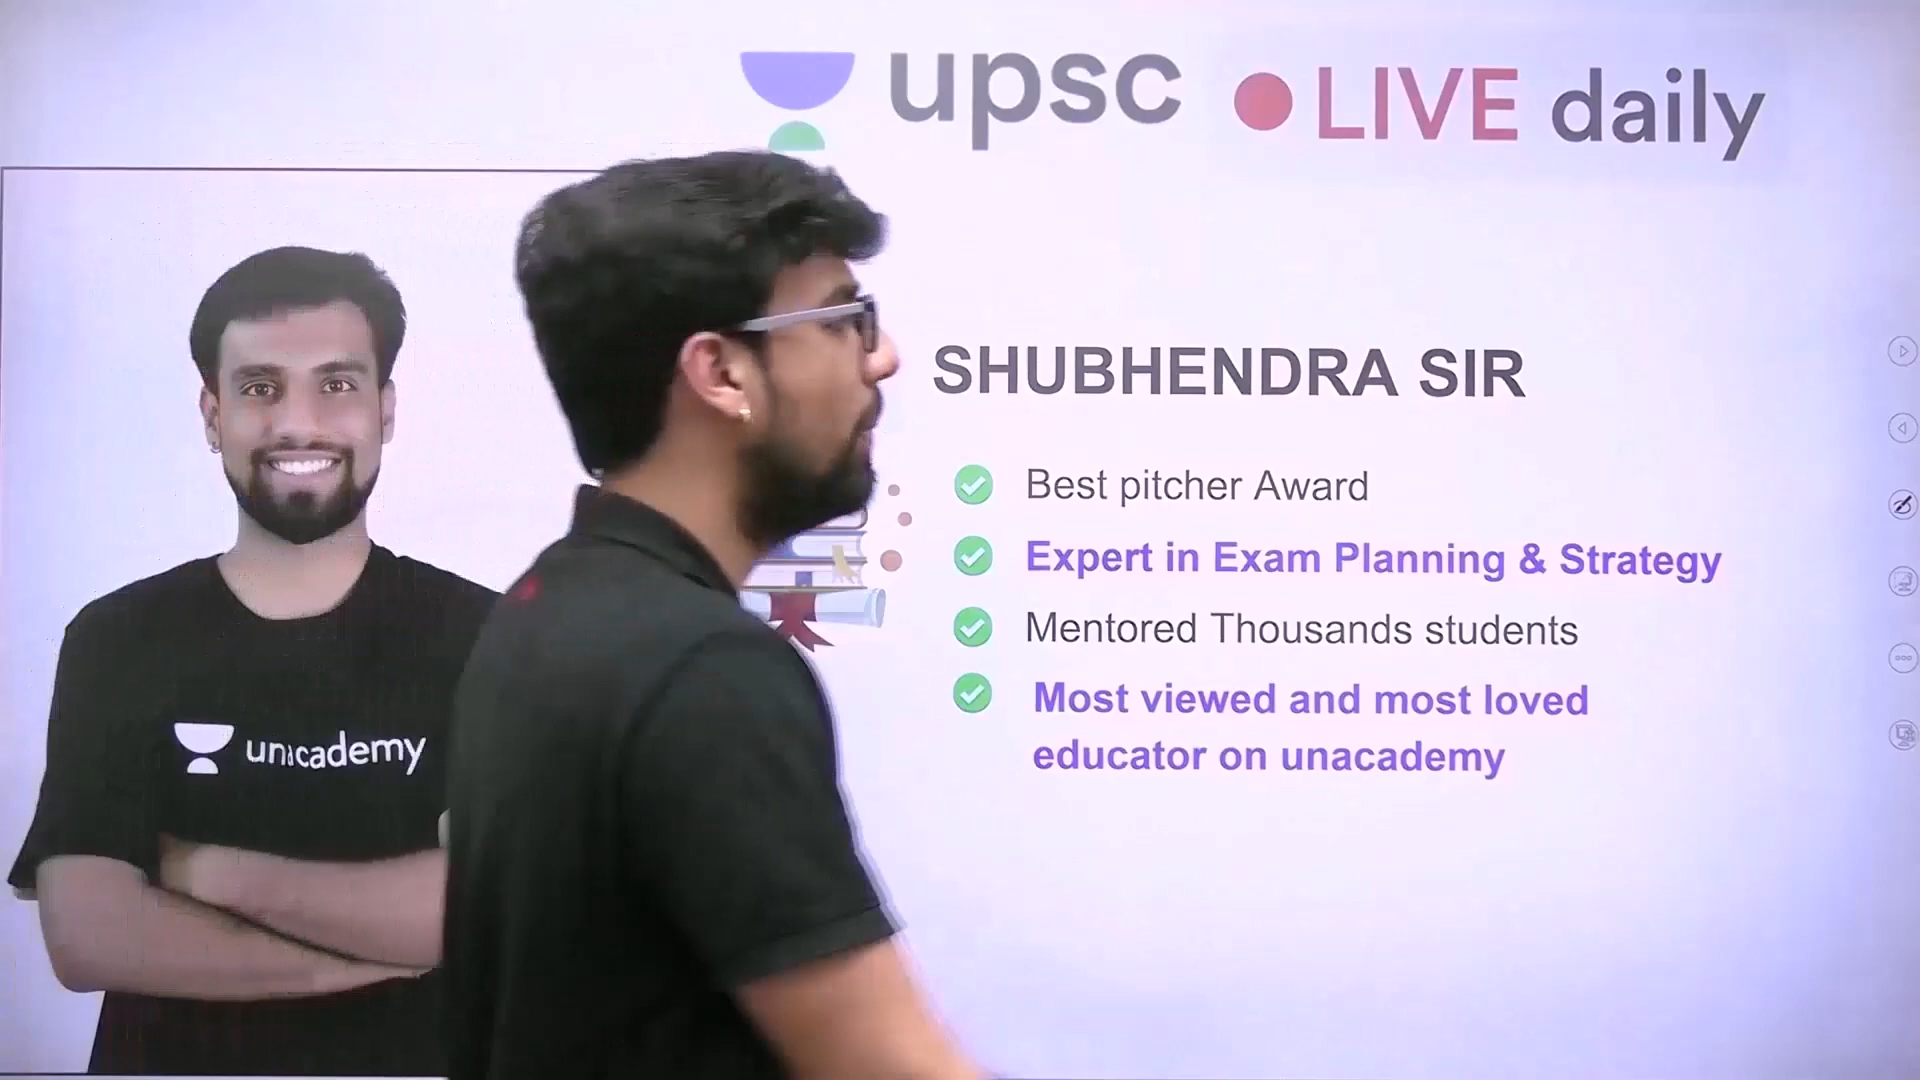 upsc LIVE daily
SHUBHENDRA SIR
Best pitcher Award
Expert in Exam Planning & Strategy
Mentored Thousands students
Most viewed and most loved
educator on unacademy
unacademy